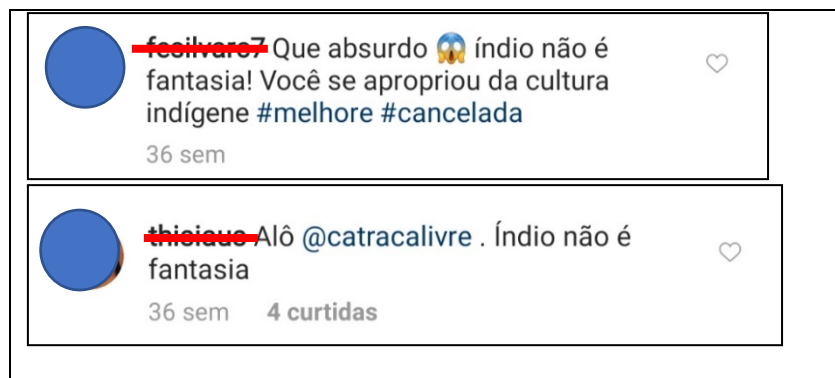 Que absurdo 😱 índio não é
fantasia! Você se apropriou da cultura
indígene #melhore #cancelada
36 sem
Alô @catracalivre . Índio não é
fantasia
36 sem 4 curtidas